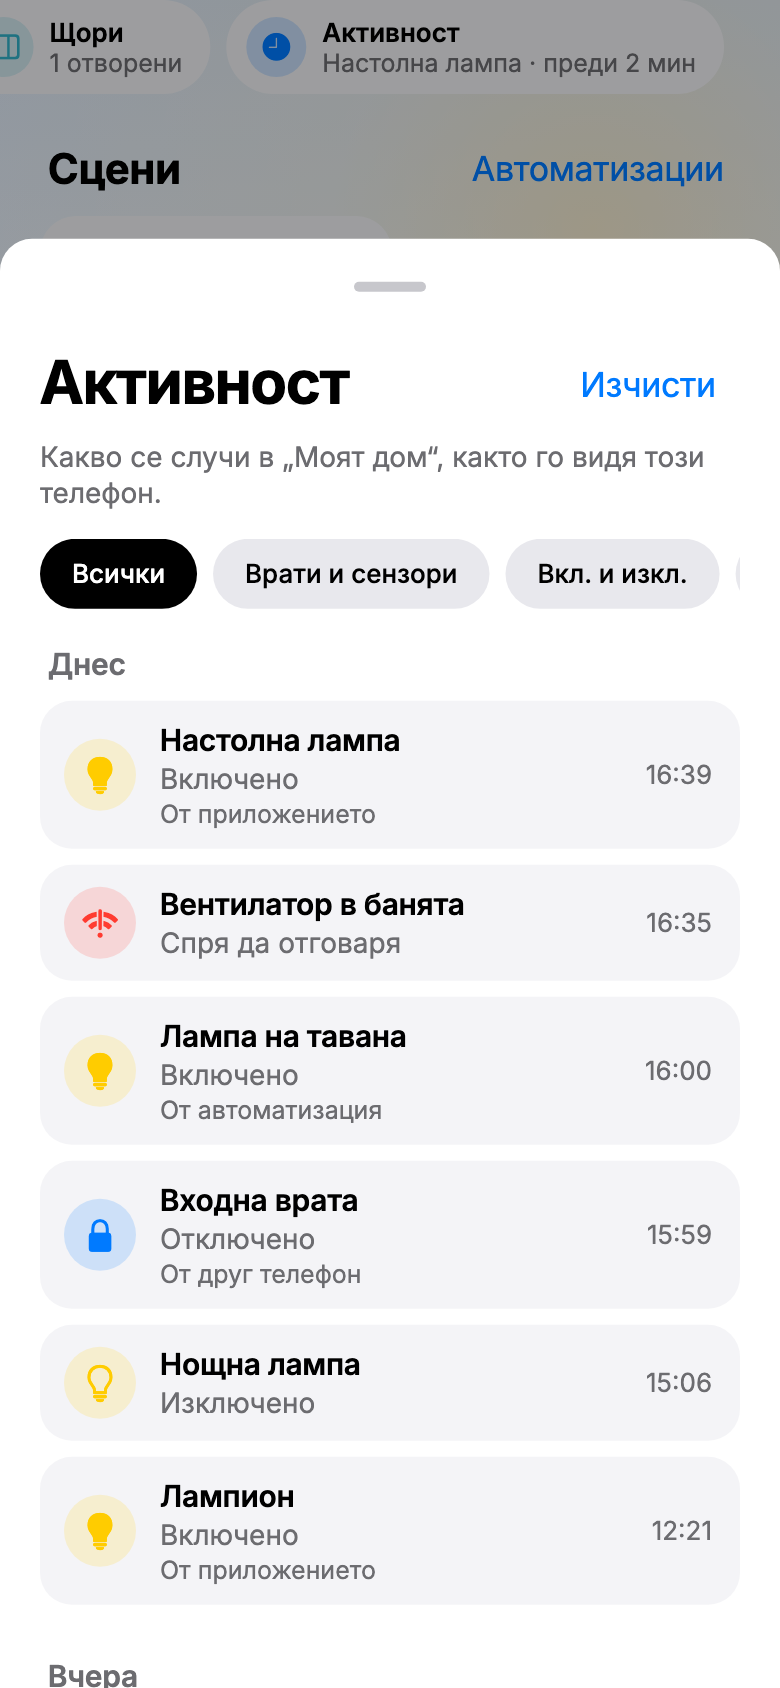 Щори
1 отворени
Активност
Настолна лампа · преди 2 мин
Сцени
Автоматизации
Активност
Изчисти
Какво се случи в „Моят дом“, както го видя този
телефон.
Всички
Врати и сензори
Вкл. и изкл.
Днес
Настолна лампа
Включено
От приложението
16:39
Вентилатор в банята
Спря да отговаря
16:35
Лампа на тавана
Включено
От автоматизация
16:00
Входна врата
Отключено
От друг телефон
15:59
Нощна лампа
Изключено
15:06
Лампион
Включено
От приложението
12:21
Вчера